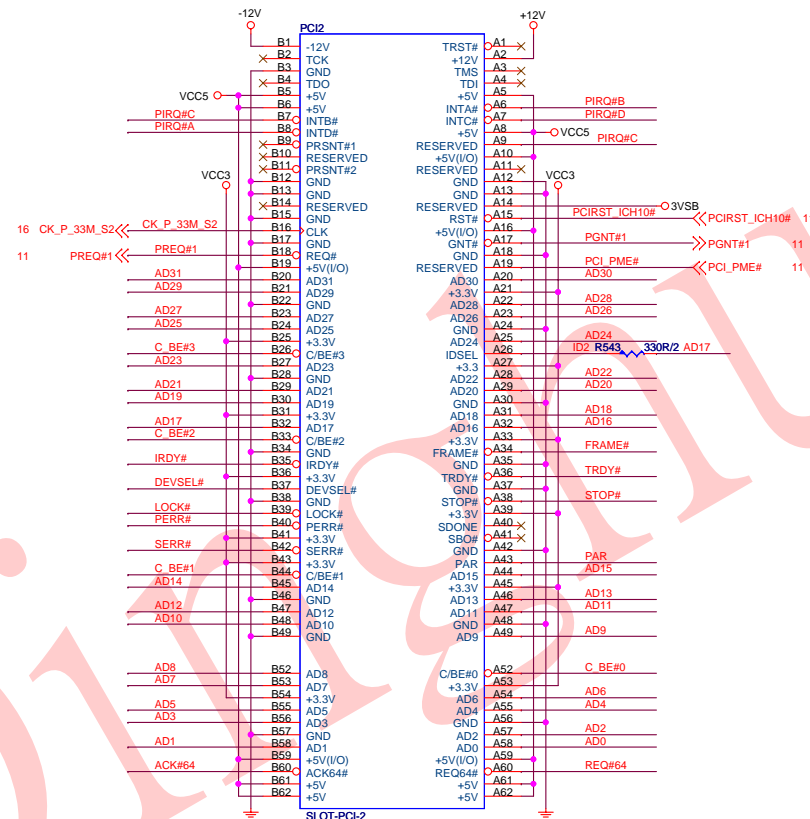 -12V +12V
PCI2
B1 -12V TRST# A1
B2 TCK +12V A2
B3 GND TMS A3
B4 TDO TDI A4
VCC5 B5 +5V +5V A5
B6 +5V INTA# A6 PIRQ#B
PIRQ#C B7 INTB# INTC# A7 PIRQ#D
PIRQ#A B8 INTD# +5V A8 VCC5
B9 PRSNT#1 RESERVED A9 PIRQ#C
B10 RESERVED +5V(I/O) A10
B11 PRSNT#2 RESERVED A11
VCC3 B12 GND GND A12 VCC3
B13 GND GND A13
B14 RESERVED RESERVED A14 3VSB
B15 GND RST# A15 PCIRST_ICH10# PCIRST_ICH10# 1
16 CK_P_33M_S2 CK_P_33M_S2 B16 CLK +5V(I/O) A16
B17 GND GNT# A17 PGNT#1 PGNT#1 11
11 PREQ#1 PREQ#1 B18 REQ# GND A18
B19 +5V(I/O) RESERVED A19 PCI_PME# PCI_PME# 11
AD31 B20 AD31 AD30 A20 AD30
AD29 B21 AD29 +3.3V A21
B22 GND AD28 A22 AD28
AD27 B23 AD27 AD26 A23 AD26
AD25 B24 AD25 GND A24
B25 +3.3V AD24 A25 AD24
C_BE#3 B26 C/BE#3 IDSEL A26 ID2 R543 330R/2 AD17
AD23 B27 AD23 +3.3 A27
B28 GND AD22 A28 AD22
AD21 B29 AD21 AD20 A29 AD20
AD19 B30 AD19 GND A30
B31 +3.3V AD18 A31 AD18
AD17 B32 AD17 AD16 A32 AD16
C_BE#2 B33 C/BE#2 +3.3V A33
B34 GND FRAME# A34 FRAME#
IRDY# B35 IRDY# GND A35
B36 +3.3V TRDY# A36 TRDY#
DEVSEL# B37 DEVSEL# GND A37
B38 GND STOP# A38 STOP#
LOCK# B39 LOCK# +3.3V A39
PERR# B40 PERR# SDONE A40
B41 +3.3V SBO# A41
SERR# B42 SERR# GND A42
B43 +3.3V PAR A43 PAR
C_BE#1 B44 C/BE#1 AD15 A44 AD15
AD14 B45 AD14 +3.3V A45
B46 GND AD13 A46 AD13
AD12 B47 AD12 AD11 A47 AD11
AD10 B48 AD10 GND A48
B49 GND AD9 A49 AD9
AD8 B52 AD8 C/BE#0 A52 C_BE#0
AD7 B53 AD7 +3.3V A53
B54 +3.3V AD6 A54 AD6
AD5 B55 AD5 AD4 A55 AD4
AD3 B56 AD3 GND A56
B57 GND AD2 A57 AD2
AD1 B58 AD1 AD0 A58 AD0
B59 +5V(I/O) +5V(I/O) A59
ACK#64 B60 ACK64# REQ64# A60 REQ#64
B61 +5V +5V A61
B62 +5V +5V A62
SLOT-PCI-2